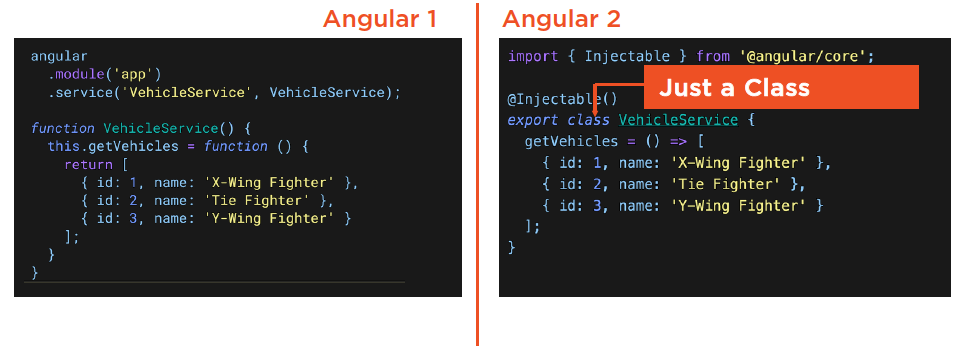 Angular 1
angular
.module('app')
.service('VehicleService', VehicleService);
function VehicleService() {
this.getVehicles = function () {
return [
{ id: 1, name: 'X-Wing Fighter' },
{ id: 2, name: 'Tie Fighter' },
{ id: 3, name: 'Y-Wing Fighter' }
];
}
}
Angular 2
import { Injectable } from '@angular/core';
Just a Class
@Injectable()
export class VehicleService {
getVehicles = () => [
{ id: 1, name: 'X-Wing Fighter' },
{ id: 2, name: 'Tie Fighter' },
{ id: 3, name: 'Y-Wing Fighter' }
];
}